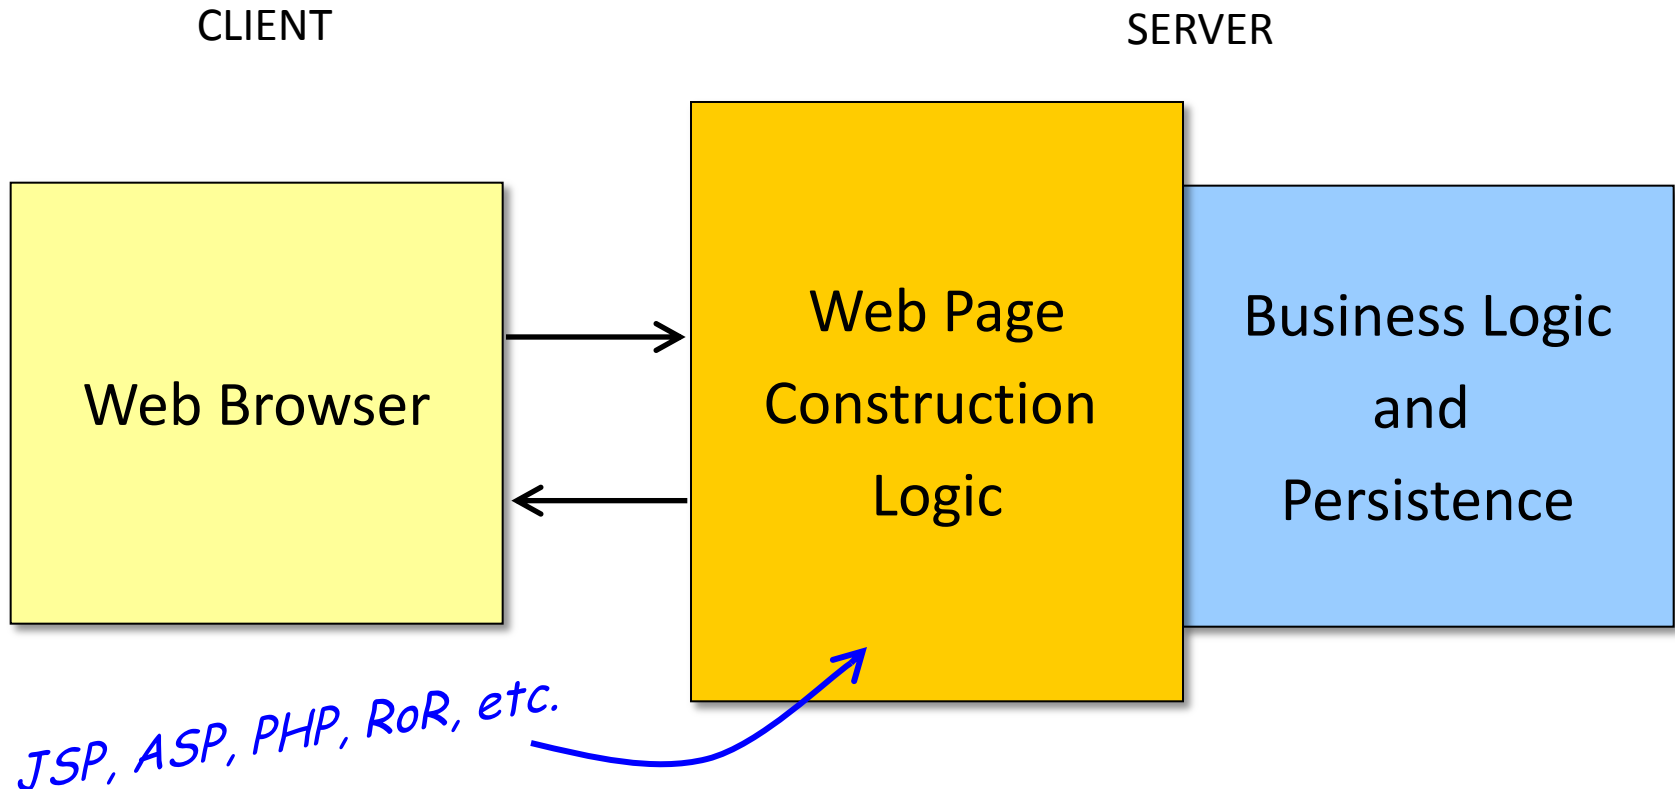 CLIENT
SERVER
Web Browser
Web Page
Construction
Logic
Business Logic
and
Persistence
JSP, ASP, PHP, RoR, etc.